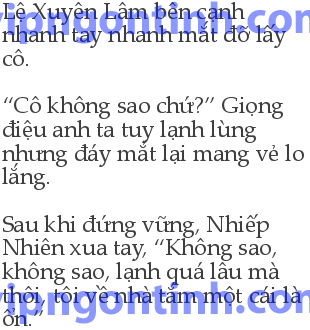 Lê Xuyên Lâm bên cạnh
nhanh tay nhanh mắt đỡ lấy
cô.
“Cô không sao chứ?” Giọng
điệu anh ta tuy lạnh lùng
nhưng đáy mắt lại mang vẻ lo
lắng.
Sau khi đứng vững, Nhiếp
Nhiên xua tay, “Không sao,
không sao, lạnh quá lâu mà
thôi, tôi về nhà tắm một cái là
ổn.”